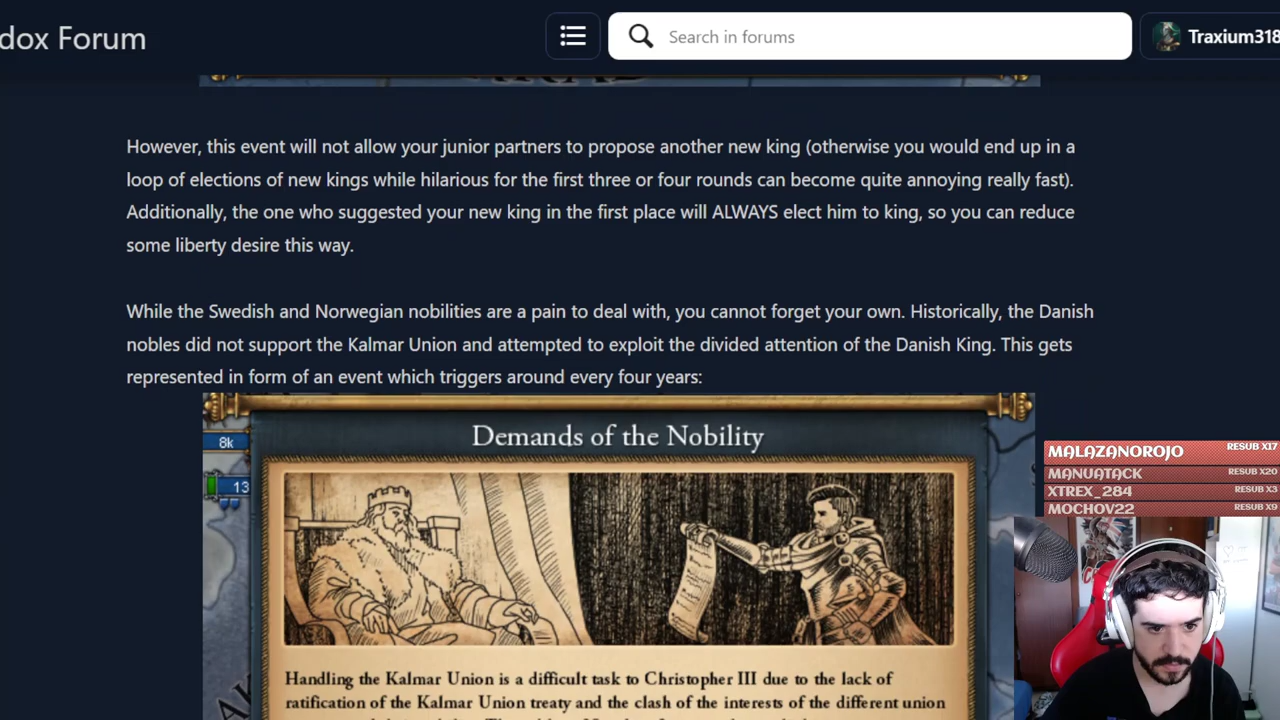 dox Forum
Search in forums
Traxium318
However, this event will not allow your junior partners to propose another new king (otherwise you would end up in a
loop of elections of new kings while hilarious for the first three or four rounds can become quite annoying really fast).
Additionally, the one who suggested your new king in the first place will ALWAYS elect him to king, so you can reduce
some liberty desire this way.
While the Swedish and Norwegian nobilities are a pain to deal with, you cannot forget your own. Historically, the Danish
nobles did not support the Kalmar Union and attempted to exploit the divided attention of the Danish King. This gets
represented in form of an event which triggers around every four years:
8k
Demands of the Nobility
13
MALAZANOROJO RESUB X17
MANUATACK RESUB X20
XTREX_284 RESUB X3
MOCHOV22 RESUB X9
Handling the Kalmar Union is a difficult task to Christopher III due to the lack of
ratification of the Kalmar Union treaty and the clash of the interests of the different union